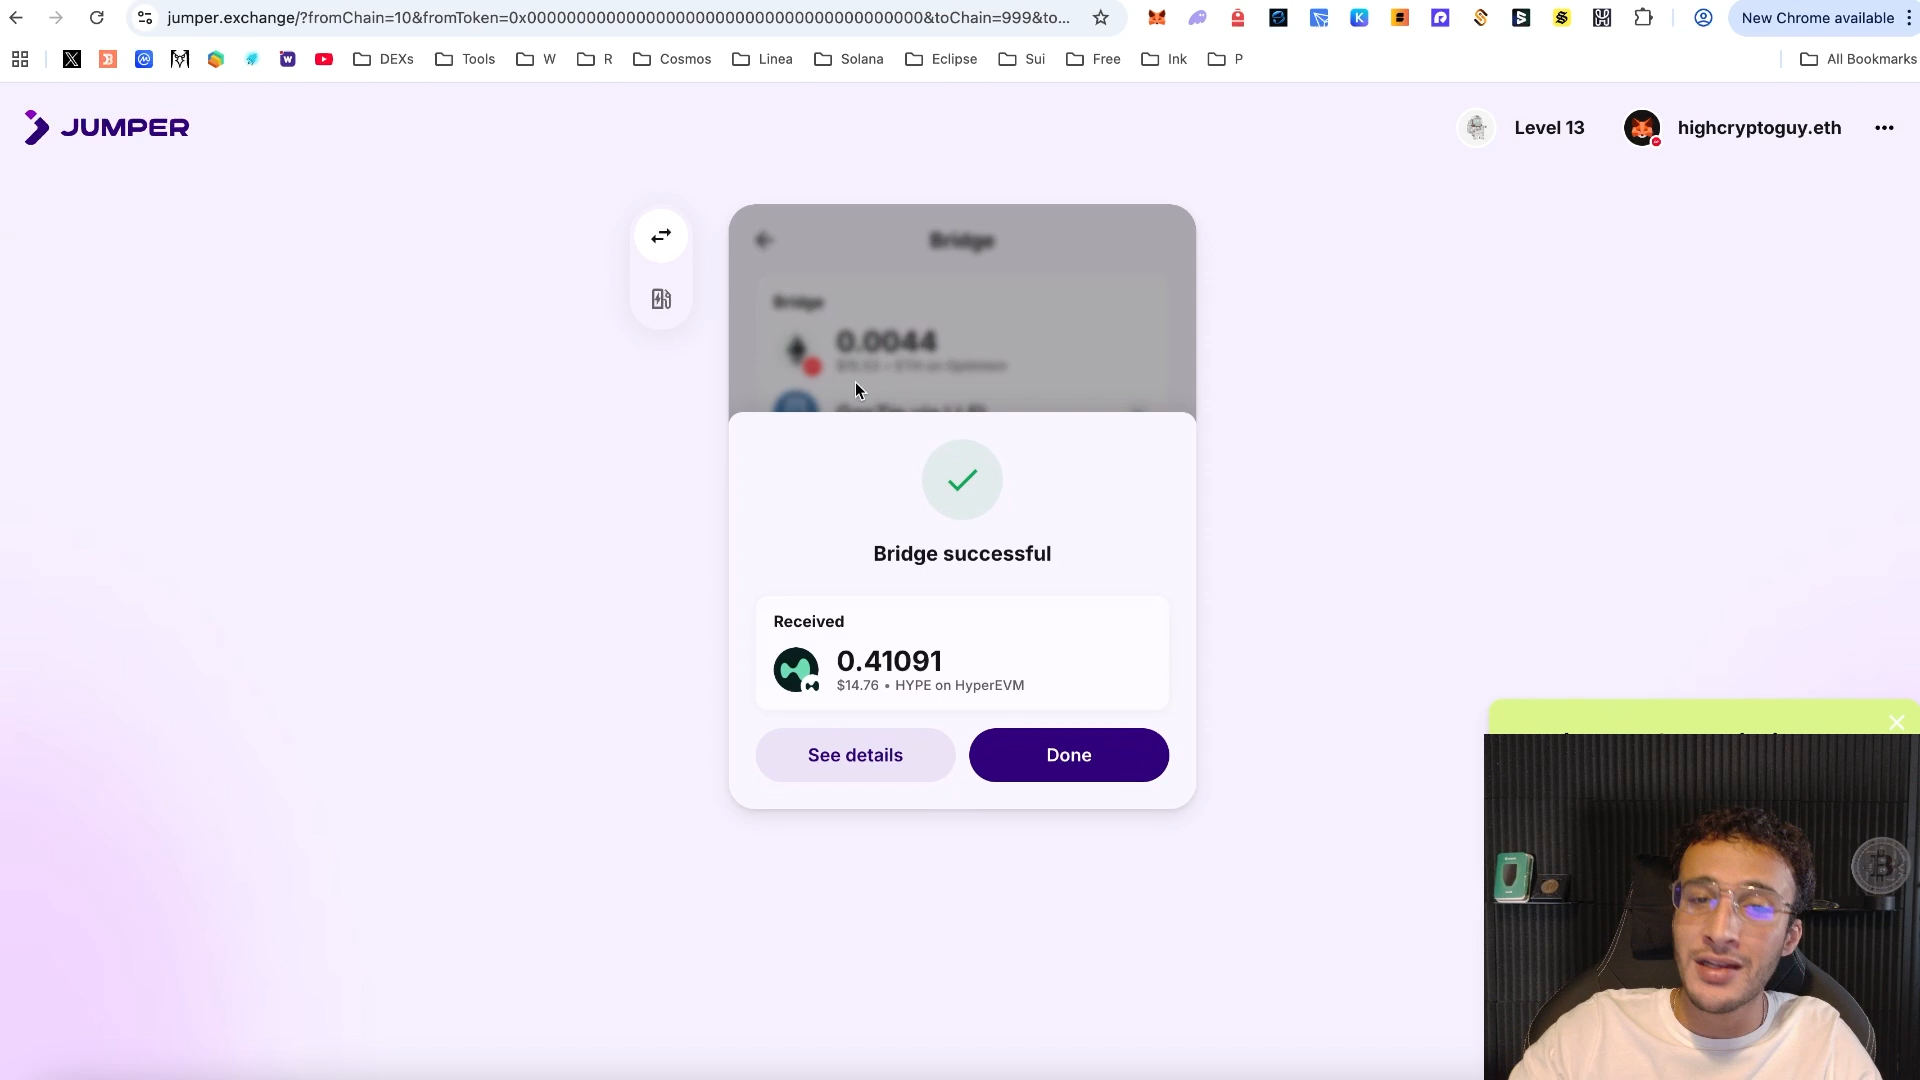 jumper.exchange/?fromChain=10&fromToken=0x0000000000000000000000000000000000000000&toChain=999&to...
New Chrome available
DEXs
Tools
W
R
Cosmos
Linea
Solana
Eclipse
Sui
Free
Ink
P
All Bookmarks
JUMPER
Level 13
highcryptoguy.eth
Bridge
Bridge
0.0044
Bridge successful
Received
0.41091
$14.76 • HYPE on HyperEVM
See details
Done